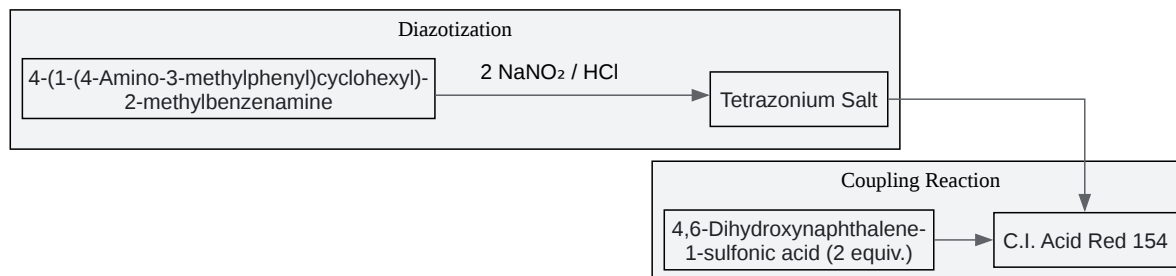 Diazotization
4-(1-(4-Amino-3-methylphenyl)cyclohexyl)-
2-methylbenzenamine
2 NaNO₂ / HCl
Tetrazonium Salt
Coupling Reaction
4,6-Dihydroxynaphthalene-
1-sulfonic acid (2 equiv.)
C.I. Acid Red 154